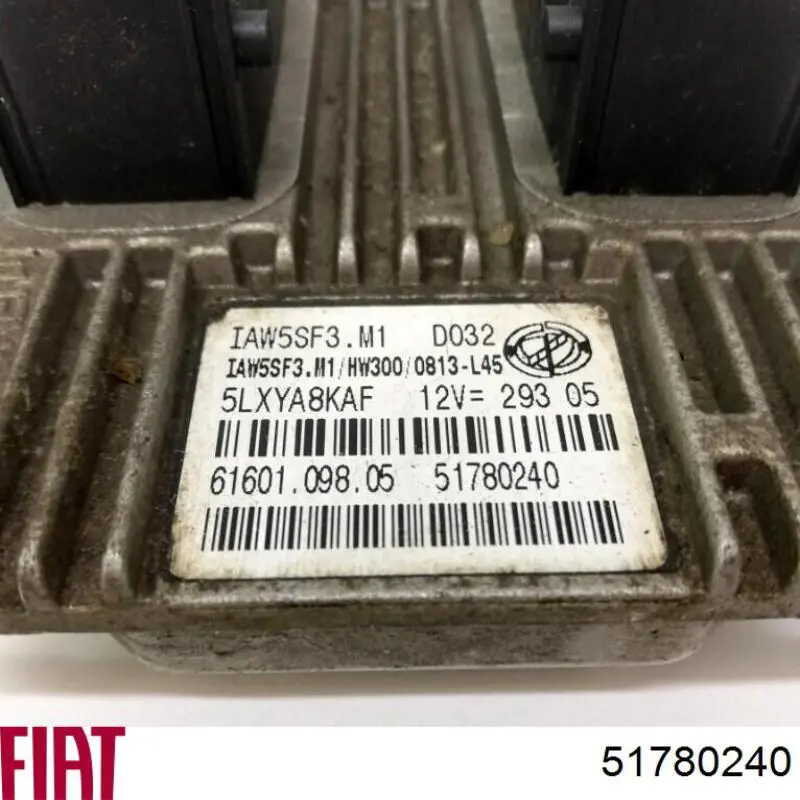 IAW5SF3.M1 D032
IAW5SF3.M1/HW300/0813-L45
5LXYA8KAF 12V= 293 05
61601.098.05 51780240
FIAT 51780240